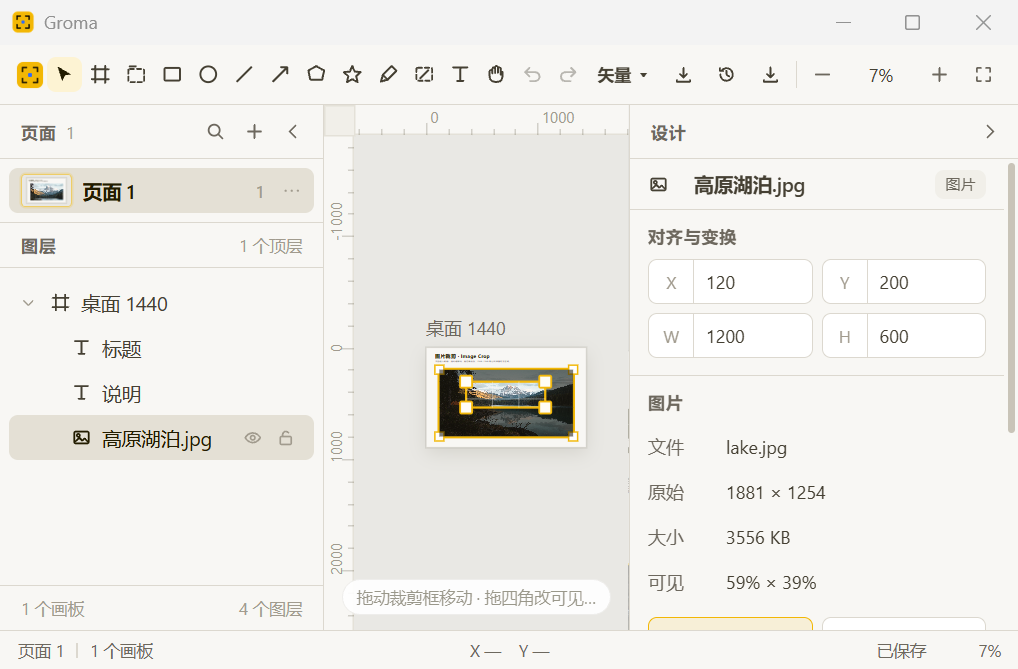 Groma
矢量
7%
页面 1
页面 1
1
图层
1 个顶层
桌面 1440
标题
说明
高原湖泊.jpg
1 个画板
4 个图层
0
1000
-1000
0
1000
2000
桌面 1440
图片裁剪 · Image Crop
拖动裁剪框移动 · 拖四角改可见...
设计
高原湖泊.jpg
图片
对齐与变换
X 120
Y 200
W 1200
H 600
图片
文件 lake.jpg
原始 1881 × 1254
大小 3556 KB
可见 59% × 39%
页面 1
1 个画板
X —
Y —
已保存
7%